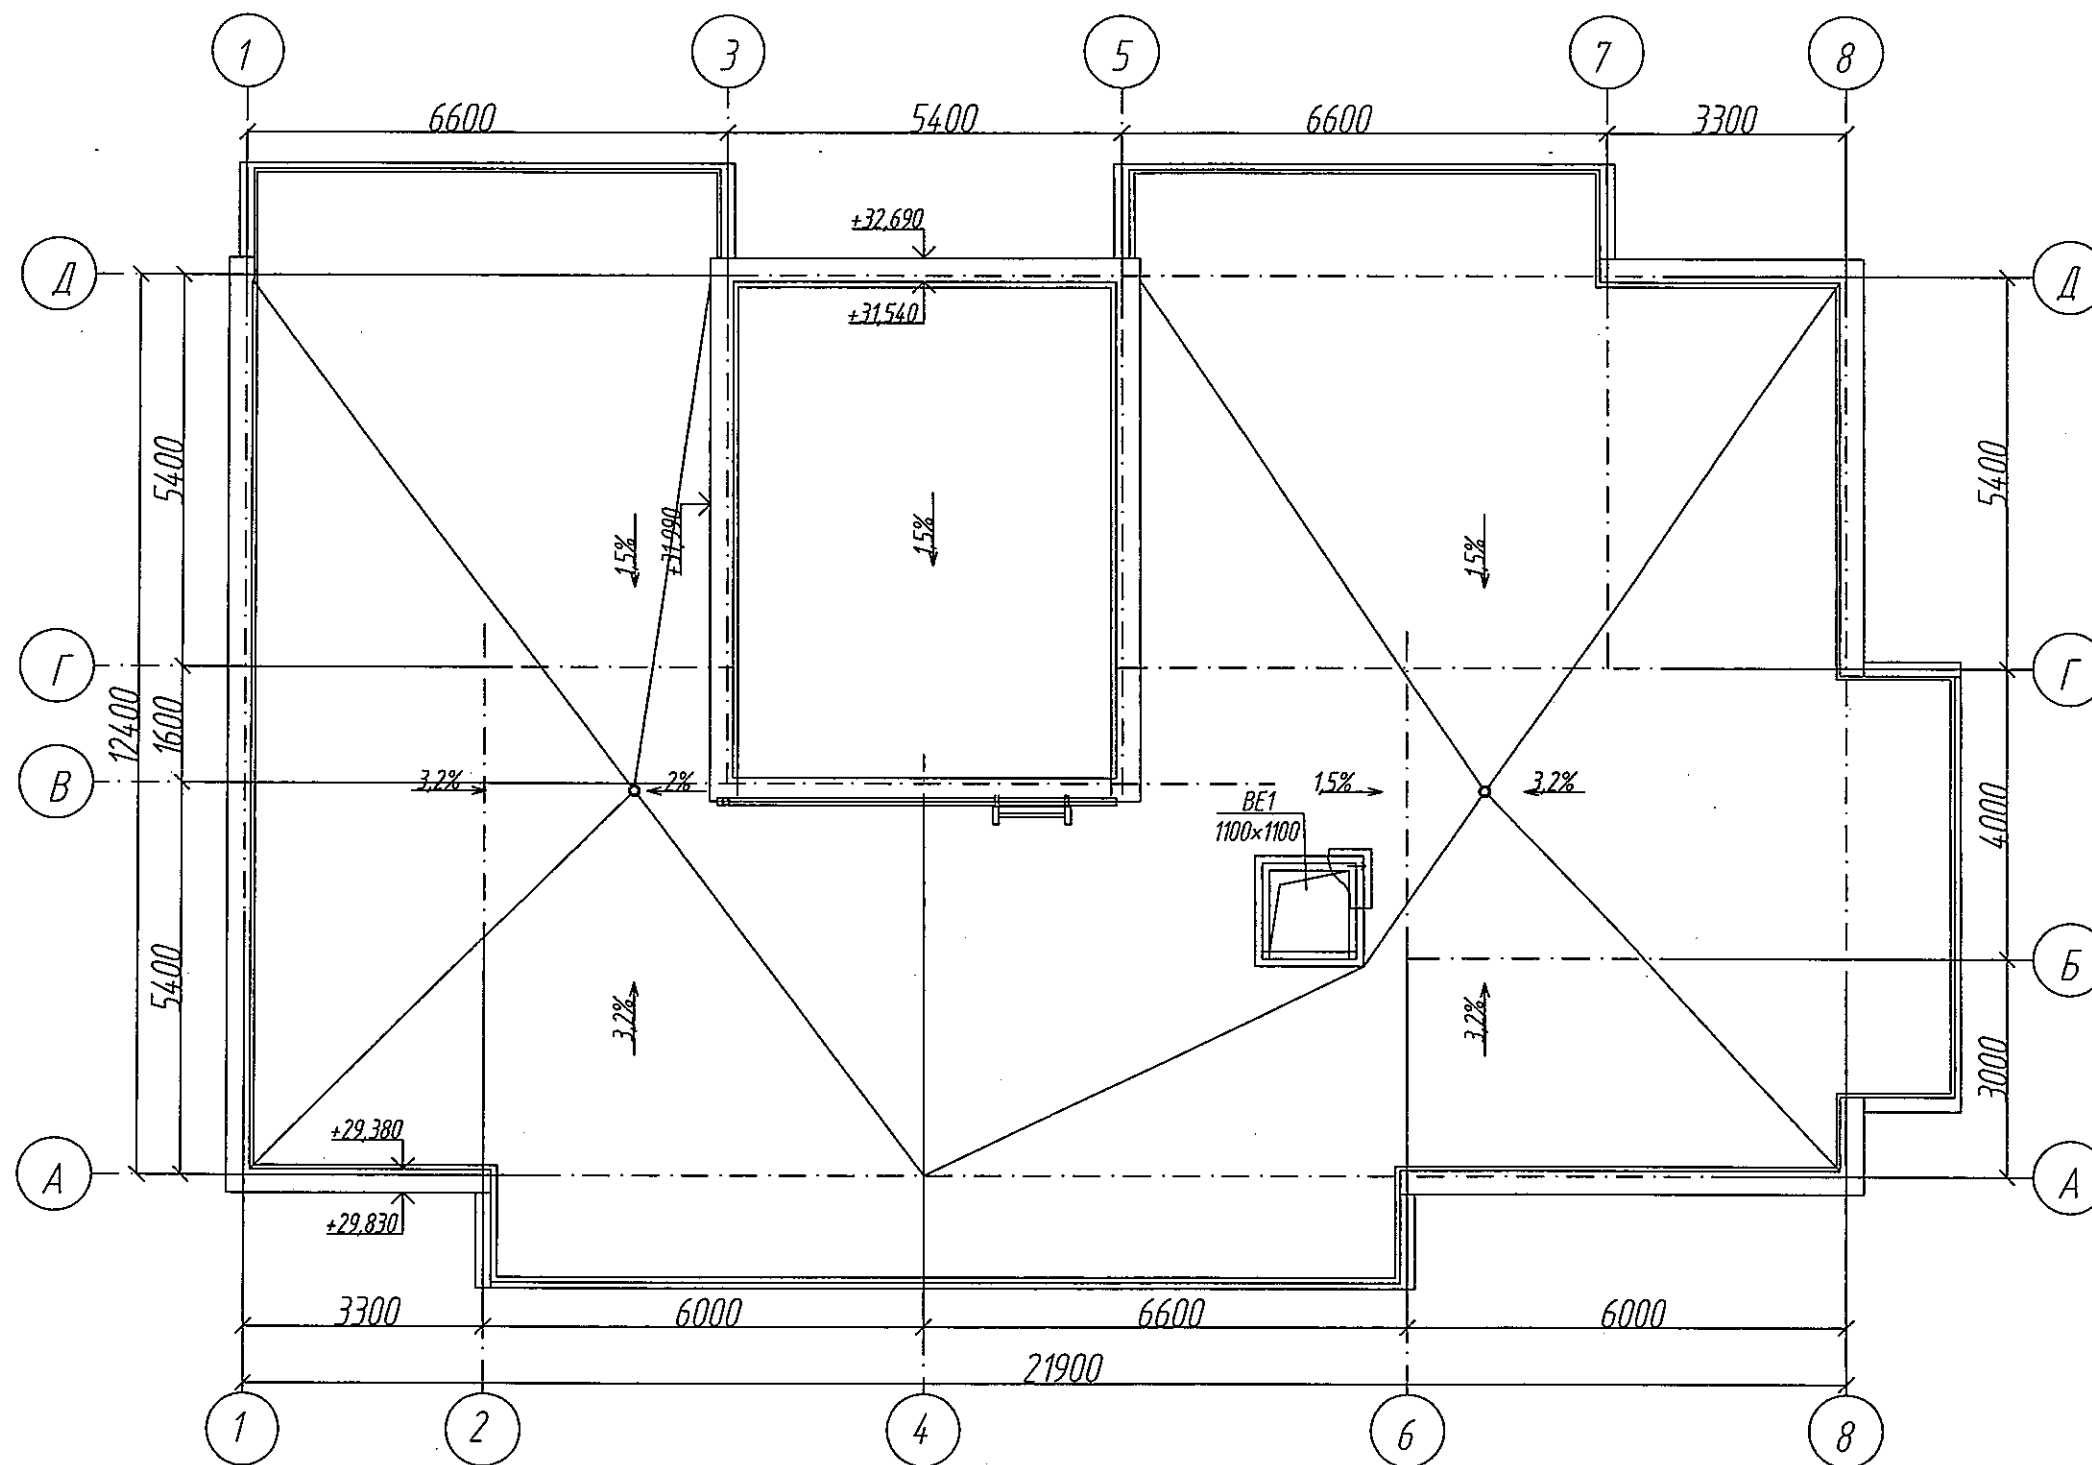 1 3 5 7 8
6600 5400 6600 3300
+32,690
Д Д
+31,540
5400 5400
+31,990
1,5% 1,5% 1,5%
Г Г
12400 1600
В 3,2% 2% 1,5% 3,2%
ВЕ1
1100×1100
4000
Б
5400
3,2% 3,2%
3000
+29,380
А А
+29,830
3300 6000 6600 6000
21900
1 2 4 6 8